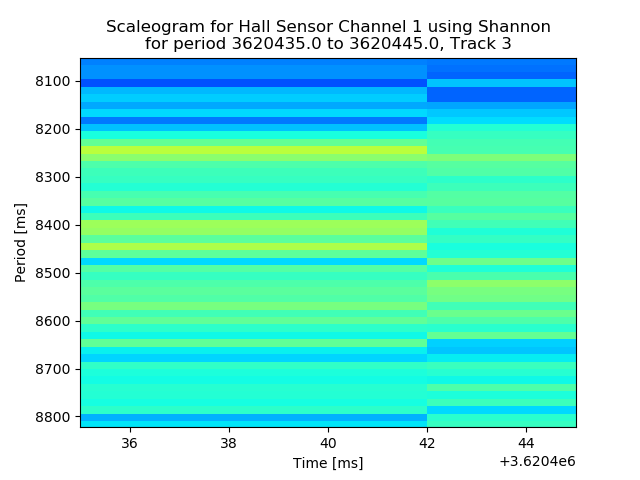 Scaleogram for Hall Sensor Channel 1 using Shannon
for period 3620435.0 to 3620445.0, Track 3
8100
8200
8300
8400
8500
8600
8700
8800
Period [ms]
36 38 40 42 44
Time [ms]
+3.6204e6